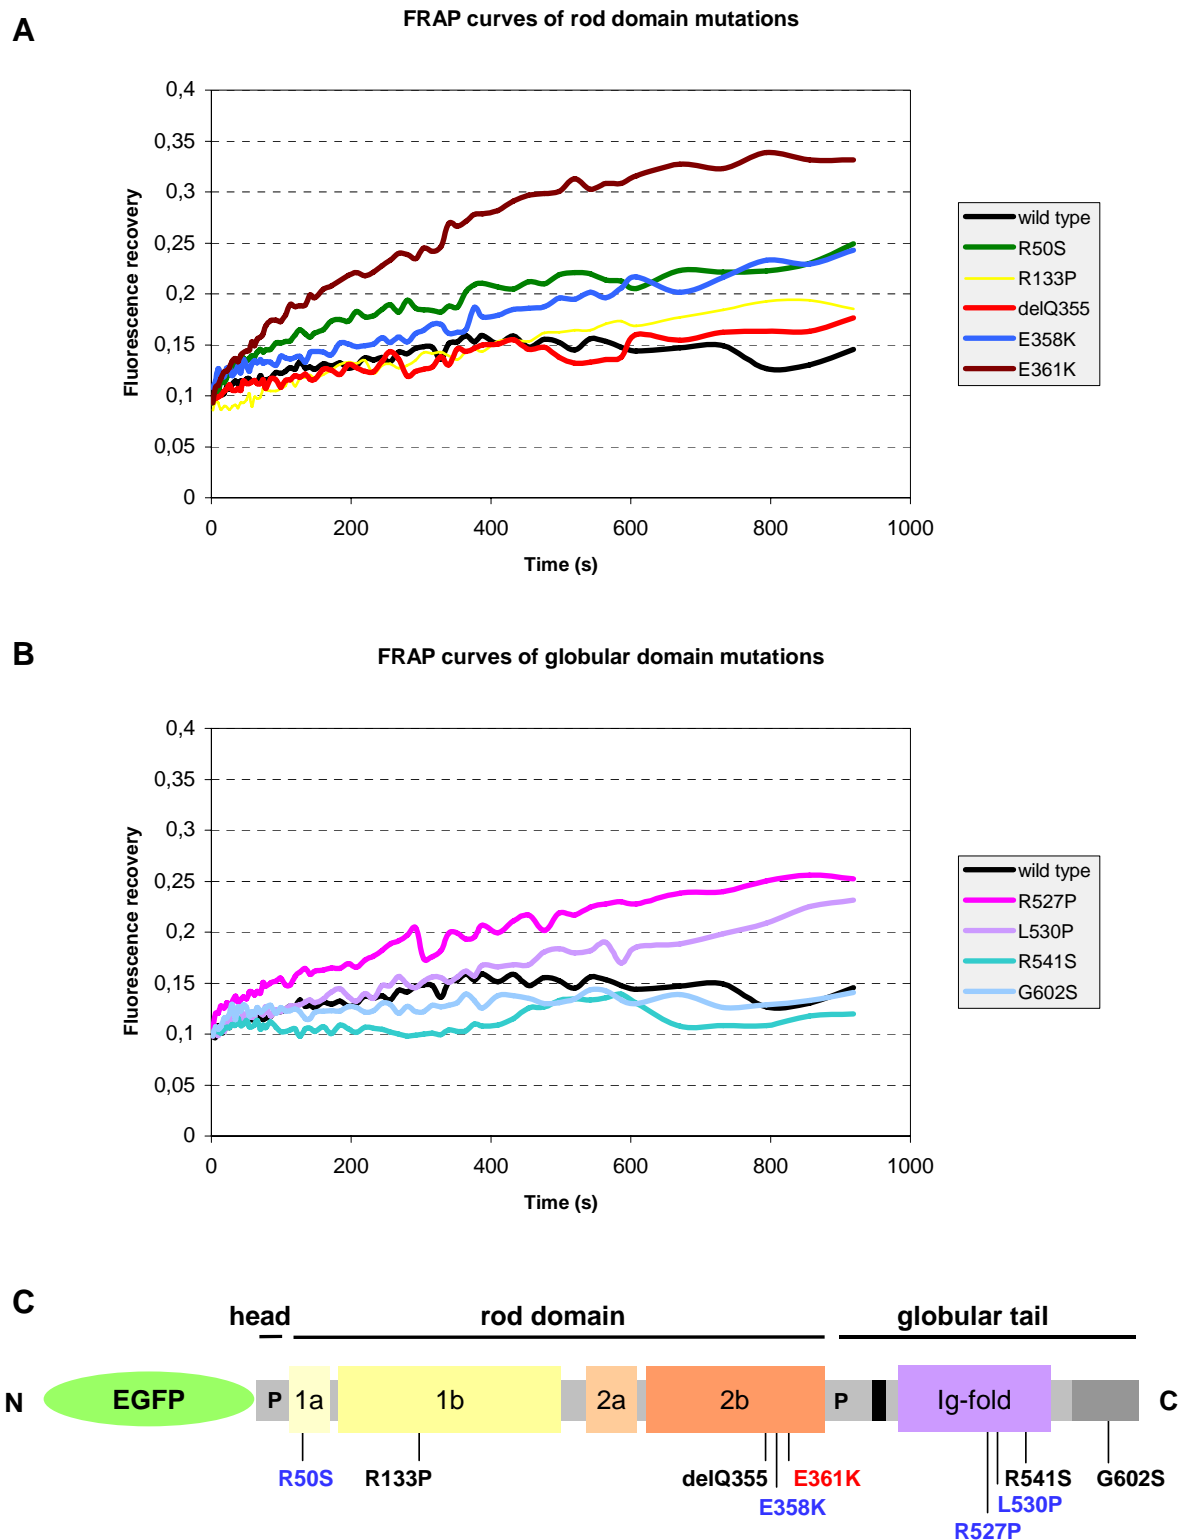 A
FRAP curves of rod domain mutations
Fluorescence recovery
0,4
0,35
0,3
0,25
0,2
0,15
0,1
0,05
0
0 200 400 600 800 1000
Time (s)
wild type
R50S
R133P
delQ355
E358K
E361K
B
FRAP curves of globular domain mutations
Fluorescence recovery
0,4
0,35
0,3
0,25
0,2
0,15
0,1
0,05
0
0 200 400 600 800 1000
Time (s)
wild type
R527P
L530P
R541S
G602S
C
head rod domain globular tail
N EGFP P 1a 1b 2a 2b P Ig-fold C
R50S R133P delQ355 E361K R541S G602S
E358K L530P
R527P